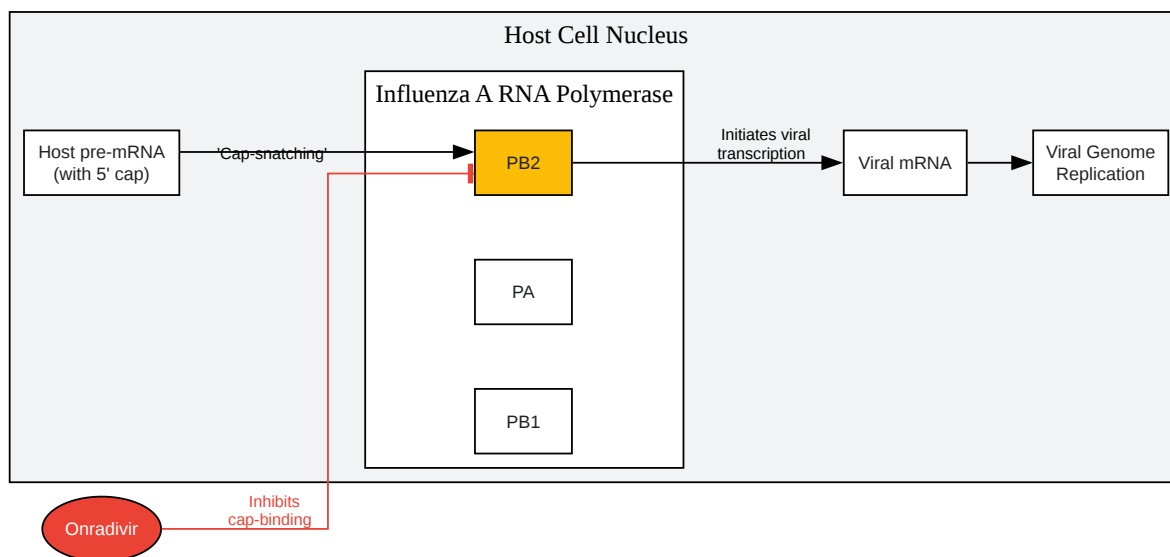 Host Cell Nucleus
Influenza A RNA Polymerase
Host pre-mRNA
(with 5' cap)
'Cap-snatching'
PB2
Initiates viral
transcription
Viral mRNA
Viral Genome
Replication
PA
PB1
Onradivir
Inhibits
cap-binding